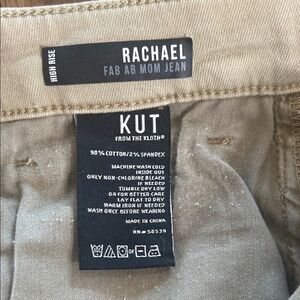 HIGH RISE
RACHAEL
FAB AB MOM JEAN
KUT
FROM THE KLOTH®
98% COTTON/2% SPANDEX
MACHINE WASH COLD
INSIDE OUT
ONLY NON-CHLORINE BLEACH
IF NEEDED
TUMBLE DRY LOW
OR FOR BETTER CARE
LAY FLAT TO DRY
WARM IRON IF NEEDED
WASH ONCE BEFORE WEARING
MADE IN CHINA
RN# 58539
OR